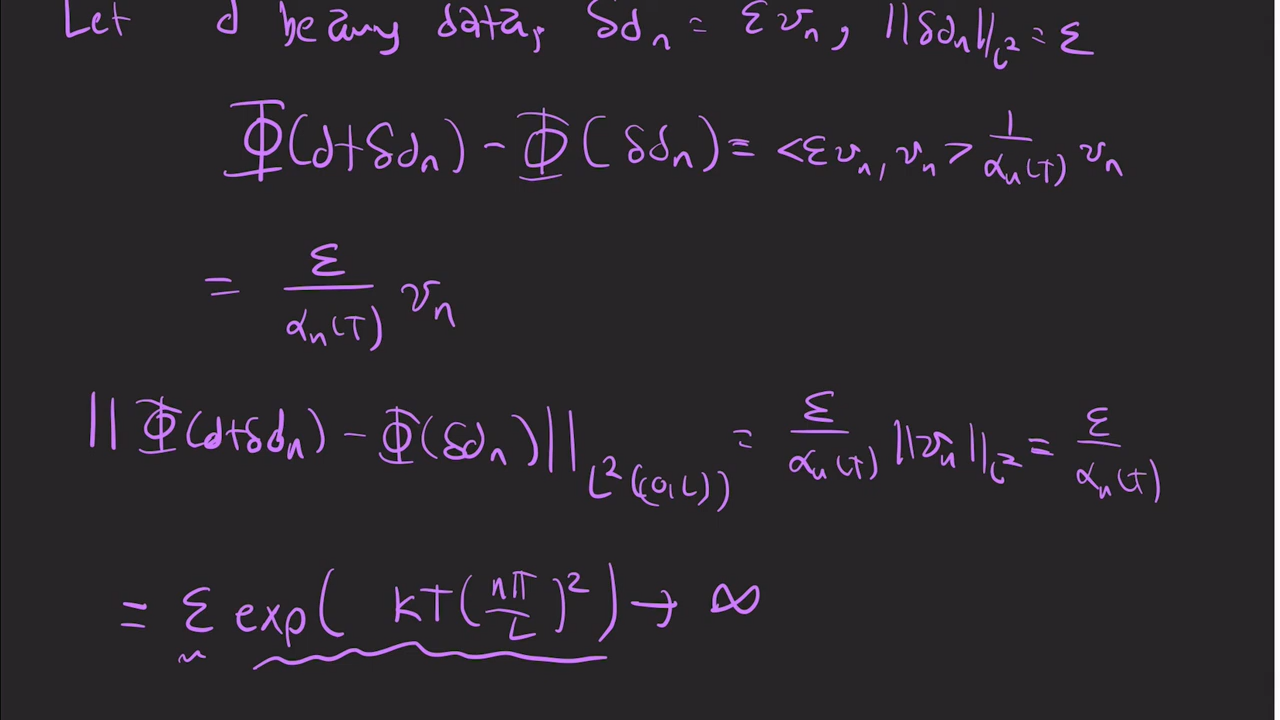 Let d be any data, δd_n = εv_n, ||δd_n||_{L²} = ε
Φ(d+δd_n) - Φ(δd_n) = <εv_n, v_n> 1/α_n(T) v_n
= ε/α_n(T) v_n
||Φ(d+δd_n) - Φ(δd_n)||_{L²((0,L))} = ε/α_n(T) ||v_n||_{L²} = ε/α_n(T)
= ε exp( kT(nπ/L)²) → ∞